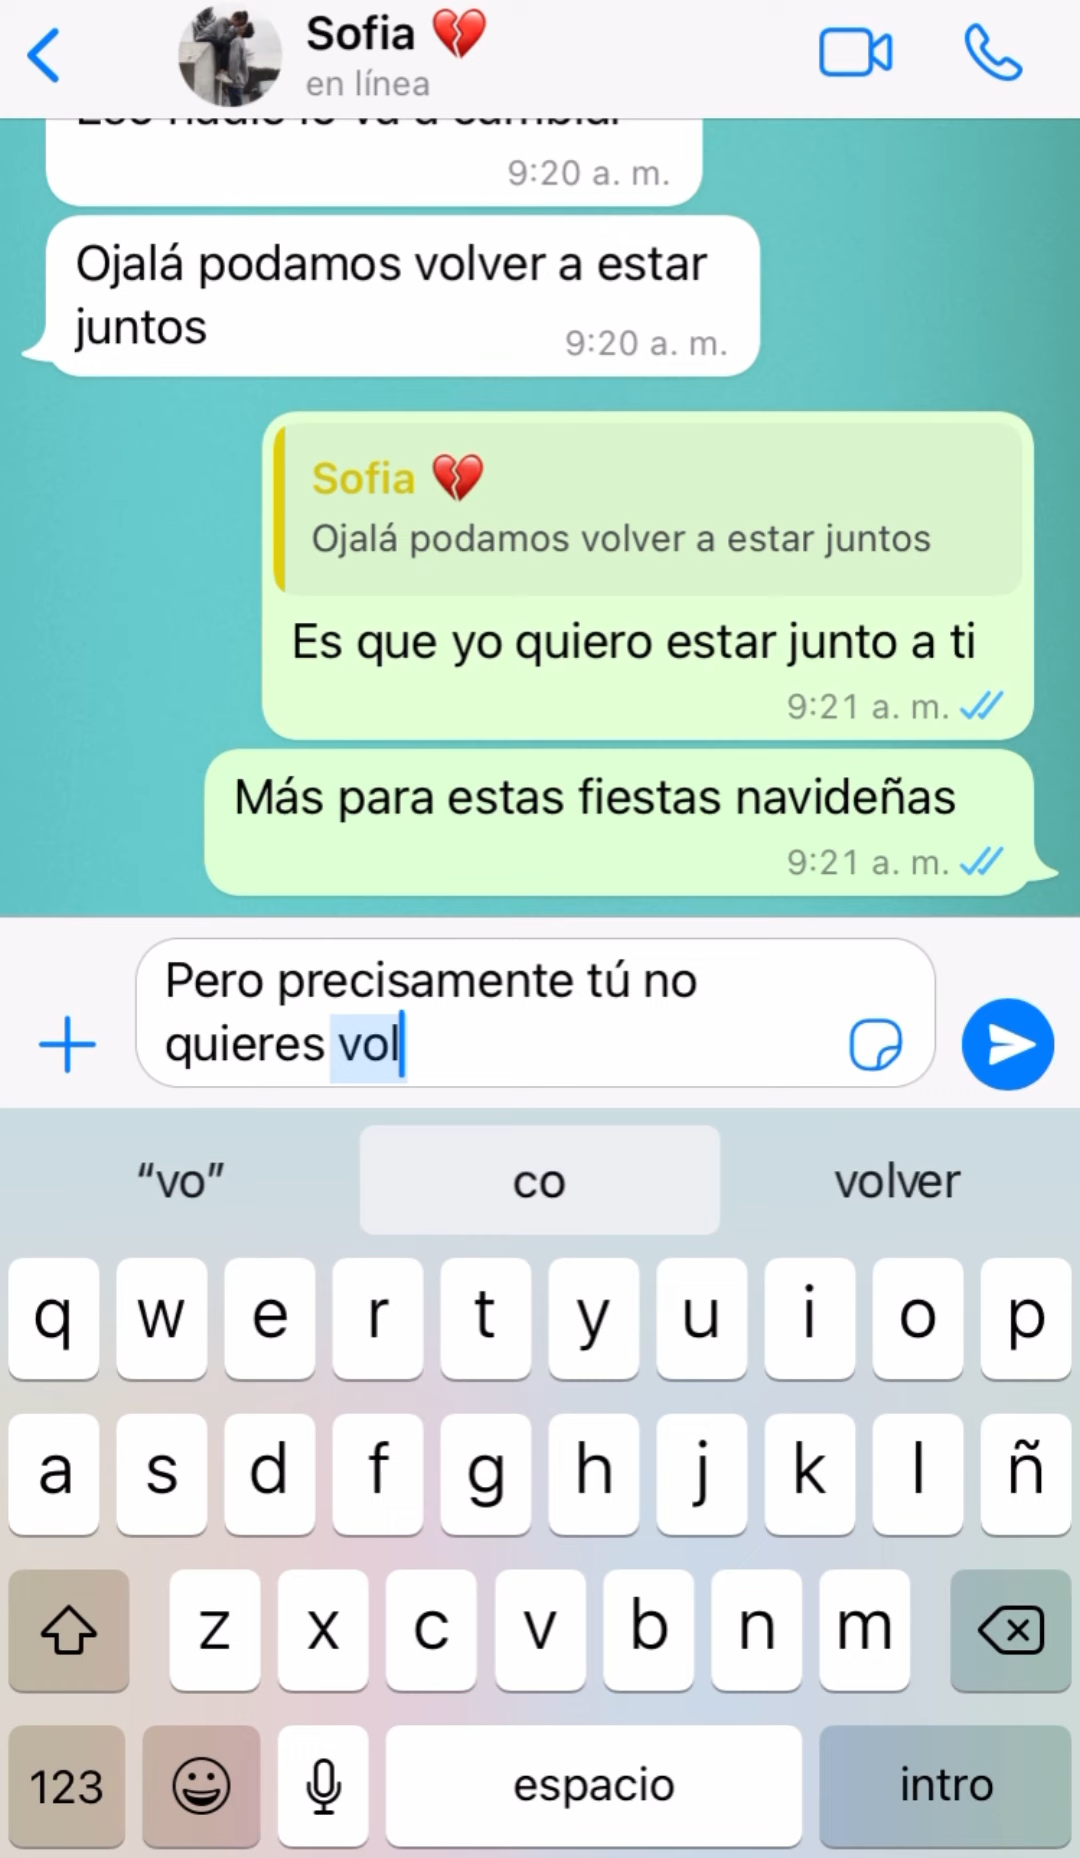 Sofia 💔
en línea
9:20 a. m.
Ojalá podamos volver a estar
juntos
9:20 a. m.
Sofia 💔
Ojalá podamos volver a estar juntos
Es que yo quiero estar junto a ti
9:21 a. m.
Más para estas fiestas navideñas
9:21 a. m.
Pero precisamente tú no
quieres vol
“vo” co volver
q w e r t y u i o p
a s d f g h j k l ñ
z x c v b n m
123 espacio intro